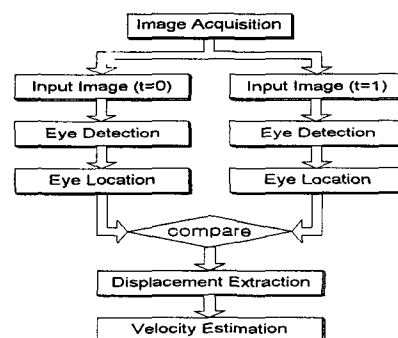 Image Acquisition
Input Image (t=0)
Input Image (t=1)
Eye Detection
Eye Detection
Eye Location
Eye Location
compare
Displacement Extraction
Velocity Estimation